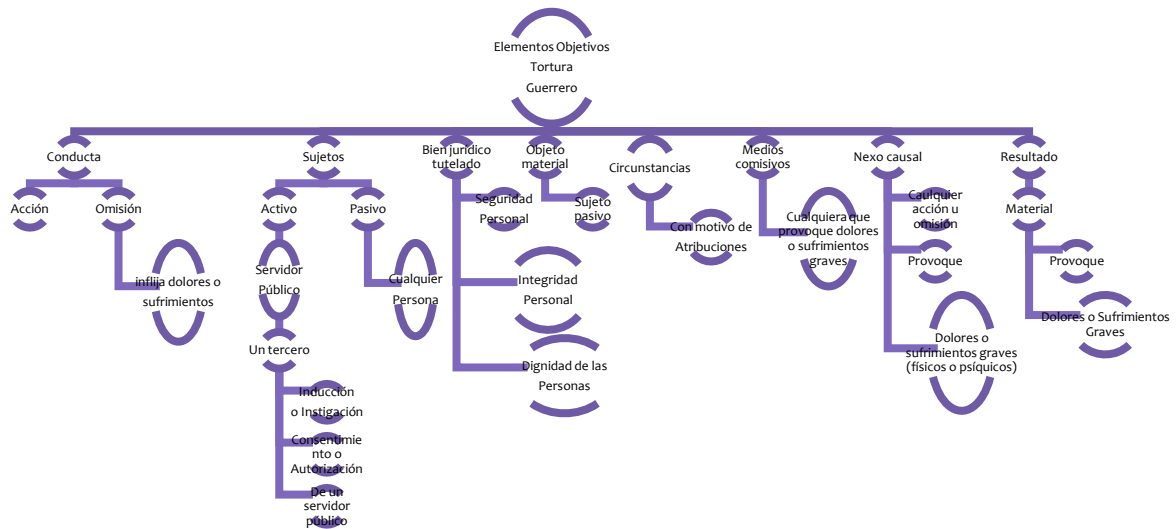 Elementos Objetivos
Tortura
Guerrero
Conducta
Acción
Omisión
inflija dolores o
sufrimientos
Sujetos
Activo
Servidor
Público
Un tercero
Inducción
o Instigación
Consentimie
nto o
Autorización
De un
servidor
público
Pasivo
Cualquier
Persona
Bien jurídico
tutelado
Seguridad
Personal
Integridad
Personal
Dignidad de las
Personas
Objeto
material
Sujeto
pasivo
Circunstancias
Con motivo de
Atribuciones
Medios
comisivos
Cualquiera que
provoque dolores
o sufrimientos
graves
Nexo causal
Caulquier
acción u
omisión
Provoque
Dolores o
sufrimientos graves
(físicos o psíquicos)
Resultado
Material
Provoque
Dolores o Sufrimientos
Graves